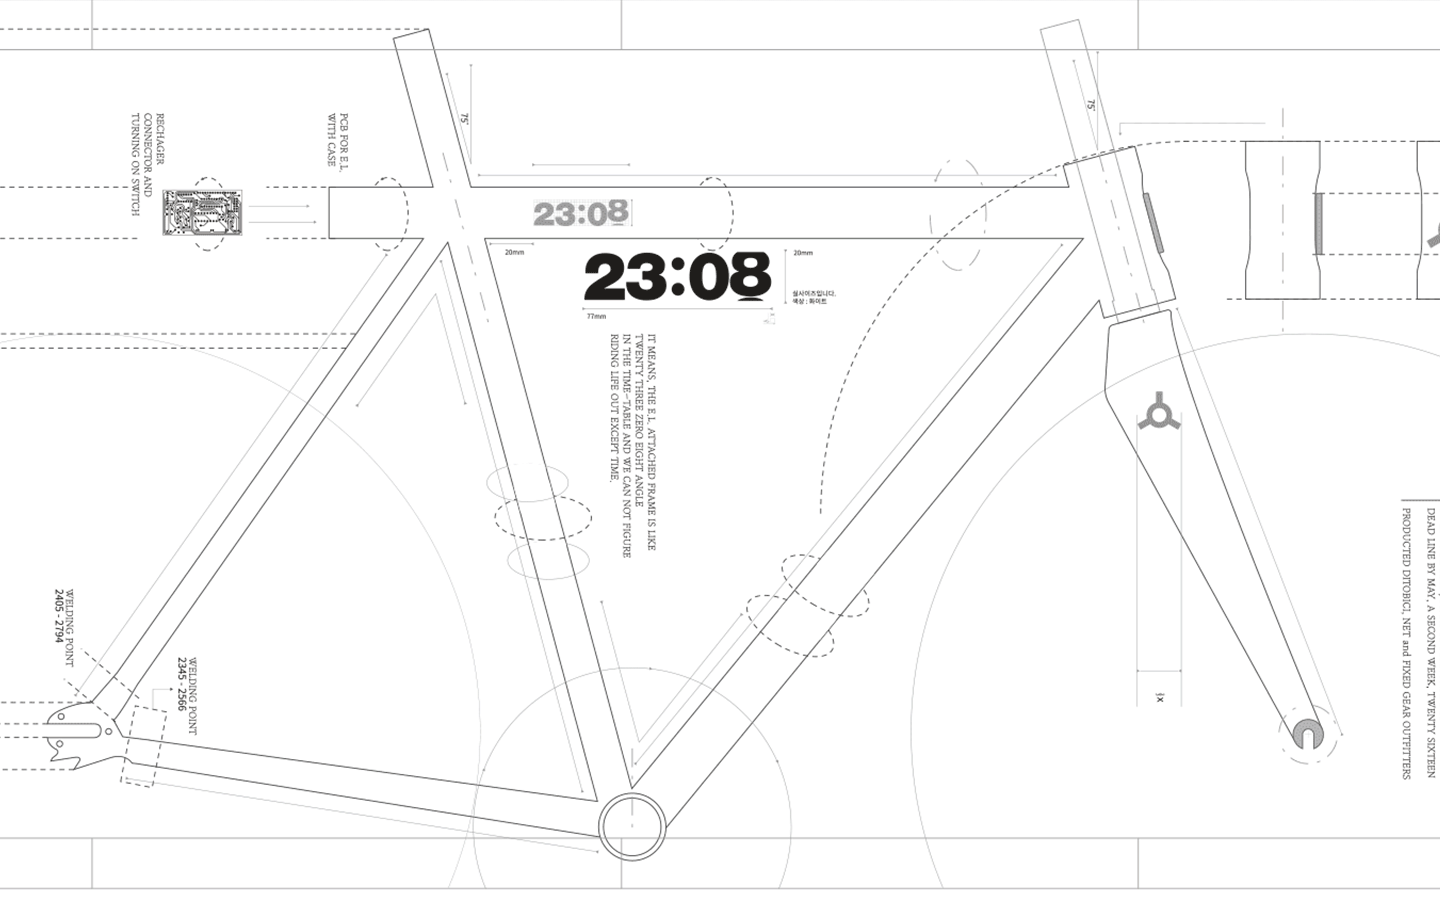 RECHAGER
CONNECTOR AND
TURNING ON SWITCH
PCB FOR E.L.
WITH CASE
75°
75°
23:08
20mm
23:08
20mm
실사이즈입니다.
색상 : 화이트
77mm
IT MEANS, THE E.L. ATTACHED FRAME IS LIKE
TWENTY THREE ZERO EIGHT ANGLE
IN THE TIME-TABLE AND WE CAN NOT FIGURE
RIDING LIFE OUT EXCEPT TIME.
WELDING POINT
2405 - 2794
WELDING POINT
2345 - 2566
DEAD LINE BY MAY, A SECOND WEEK, TWENTY SIXTEEN
PRODUCTED DITOBICI, NET and FIXED GEAR OUTFITTERS